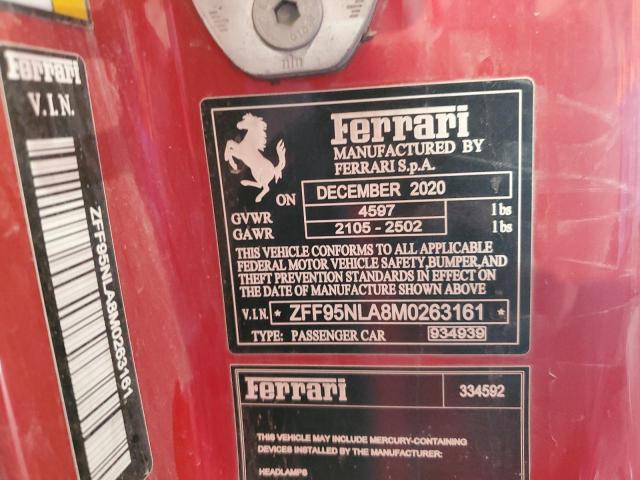 Ferrari
V.I.N.
ZFF95NLA8M0263161
Ferrari
MANUFACTURED BY
FERRARI S.p.A.
ON DECEMBER 2020
GVWR 4597 lbs
GAWR 2105 - 2502 lbs
THIS VEHICLE CONFORMS TO ALL APPLICABLE
FEDERAL MOTOR VEHICLE SAFETY, BUMPER, AND
THEFT PREVENTION STANDARDS IN EFFECT ON
THE DATE OF MANUFACTURE SHOWN ABOVE
V.I.N. * ZFF95NLA8M0263161 *
TYPE: PASSENGER CAR 934939
Ferrari 334592
THIS VEHICLE MAY INCLUDE MERCURY-CONTAINING
DEVICES INSTALLED BY THE MANUFACTURER:
HEADLAMPS